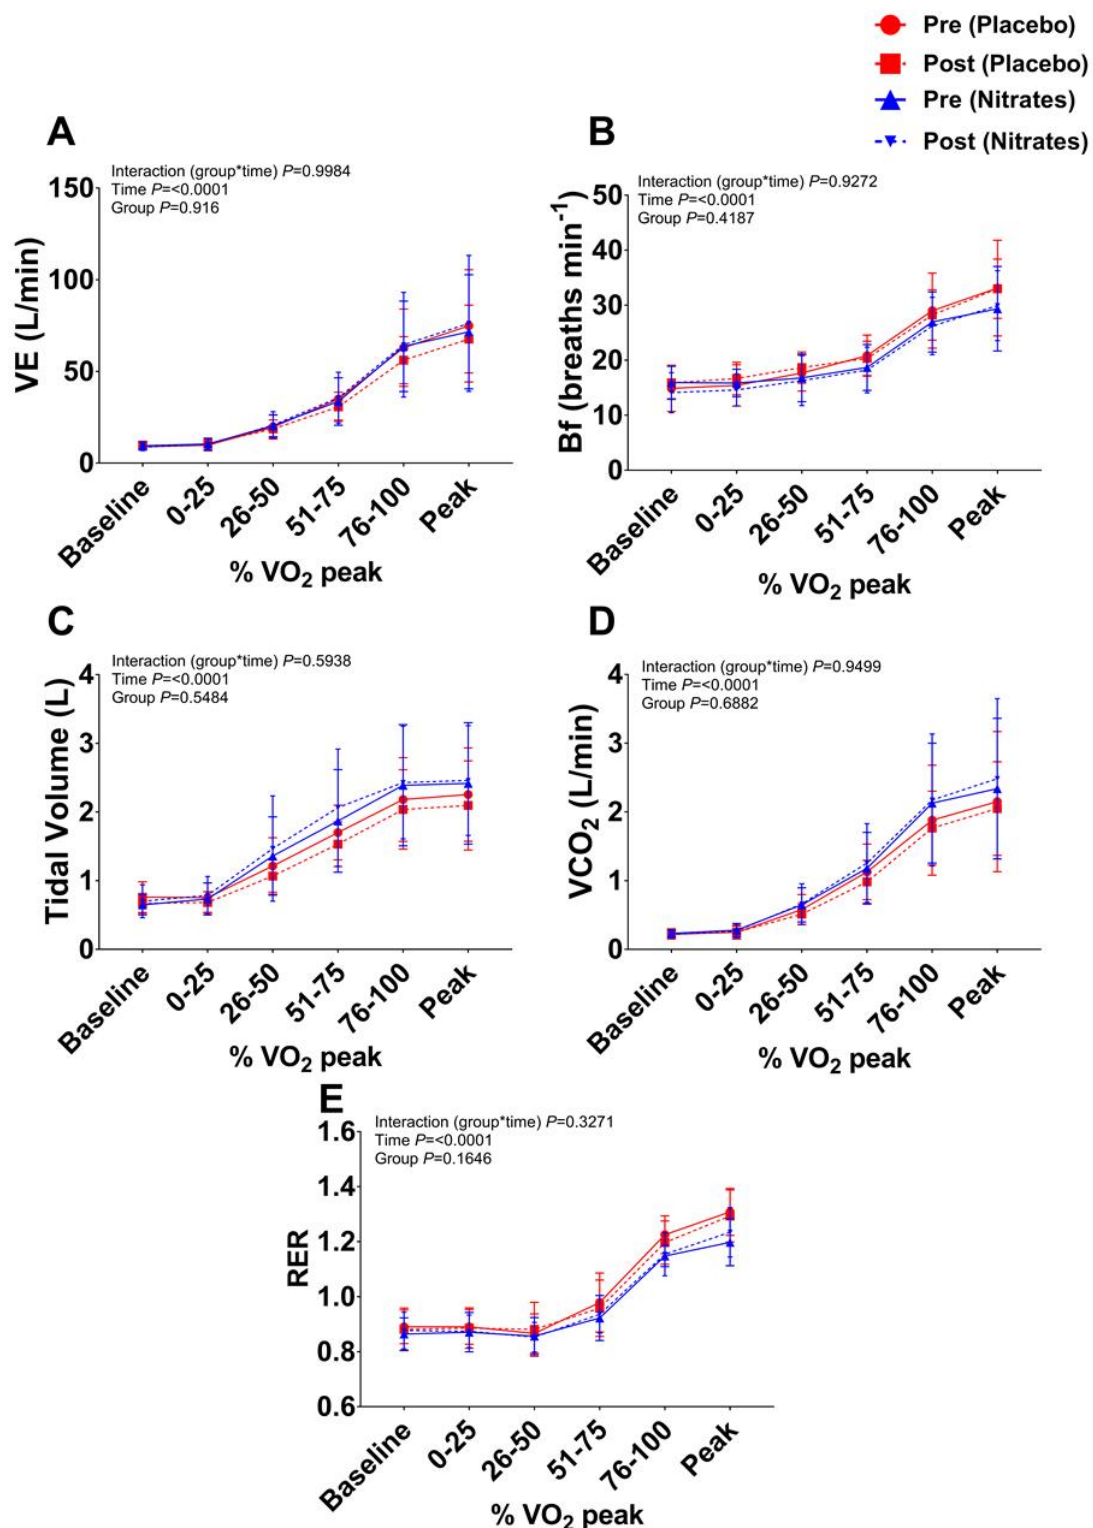 Pre (Placebo)
Post (Placebo)
Pre (Nitrates)
Post (Nitrates)
A
Interaction (group*time) P=0.9984
Time P=<0.0001
Group P=0.916
VE (L/min)
150
100
50
0
Baseline
0-25
26-50
51-75
76-100
Peak
% VO2 peak
B
Interaction (group*time) P=0.9272
Time P=<0.0001
Group P=0.4187
Bf (breaths min-1)
50
40
30
20
10
0
Baseline
0-25
26-50
51-75
76-100
Peak
% VO2 peak
C
Interaction (group*time) P=0.5938
Time P=<0.0001
Group P=0.5484
Tidal Volume (L)
4
3
2
1
0
Baseline
0-25
26-50
51-75
76-100
Peak
% VO2 peak
D
Interaction (group*time) P=0.9499
Time P=<0.0001
Group P=0.6882
VCO2 (L/min)
4
3
2
1
0
Baseline
0-25
26-50
51-75
76-100
Peak
% VO2 peak
E
Interaction (group*time) P=0.3271
Time P=<0.0001
Group P=0.1646
RER
1.6
1.4
1.2
1.0
0.8
0.6
Baseline
0-25
26-50
51-75
76-100
Peak
% VO2 peak